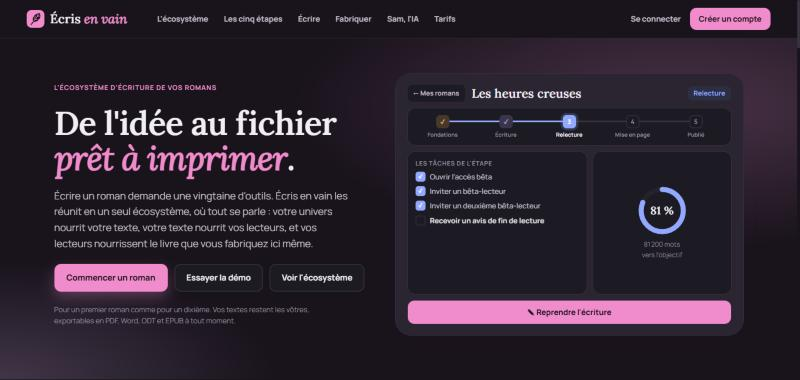 Écris en vain
L'écosystème
Les cinq étapes
Écrire
Fabriquer
Sam, l'IA
Tarifs
Se connecter
Créer un compte
L'ÉCOSYSTÈME D'ÉCRITURE DE VOS ROMANS
De l'idée au fichier
prêt à imprimer.
Écrire un roman demande une vingtaine d'outils. Écris en vain les
réunit en un seul écosystème, où tout se parle : votre univers
nourrit votre texte, votre texte nourrit vos lecteurs, et vos
lecteurs nourrissent le livre que vous fabriquez ici même.
Commencer un roman
Essayer la démo
Voir l'écosystème
Pour un premier roman comme pour un dixième. Vos textes restent les vôtres,
exportables en PDF, Word, ODT et EPUB à tout moment.
← Mes romans
Les heures creuses
Relecture
✓
✓
3
4
5
Fondations
Écriture
Relecture
Mise en page
Publié
LES TÂCHES DE L'ÉTAPE
Ouvrir l'accès bêta
Inviter un bêta-lecteur
Inviter un deuxième bêta-lecteur
Recevoir un avis de fin de lecture
81 %
81 200 mots
vers l'objectif
Reprendre l'écriture